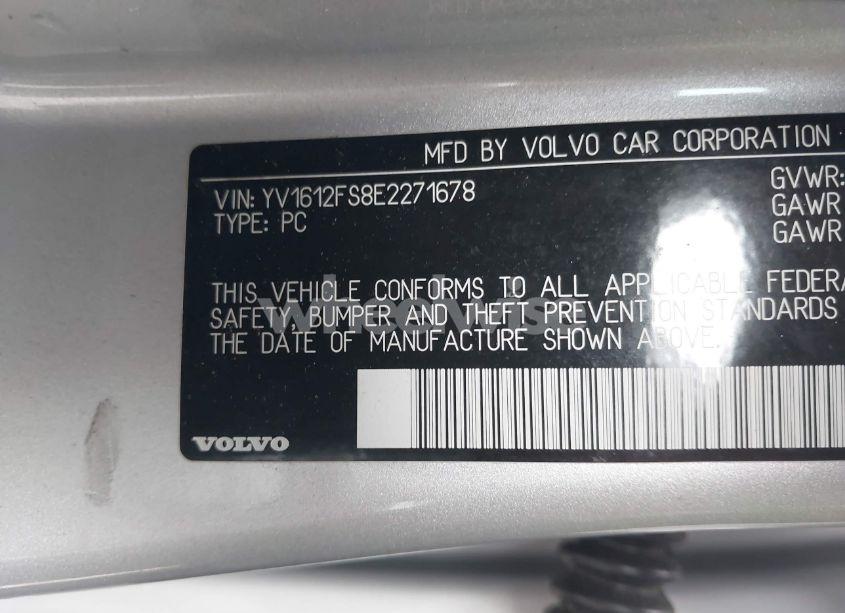 MFD BY VOLVO CAR CORPORATION
VIN: YV1612FS8E2271678
GVWR:
TYPE: PC
GAWR
GAWR
THIS VEHICLE CONFORMS TO ALL APPLICABLE FEDERA
SAFETY, BUMPER AND THEFT PREVENTION STANDARDS
THE DATE OF MANUFACTURE SHOWN ABOVE.
VOLVO